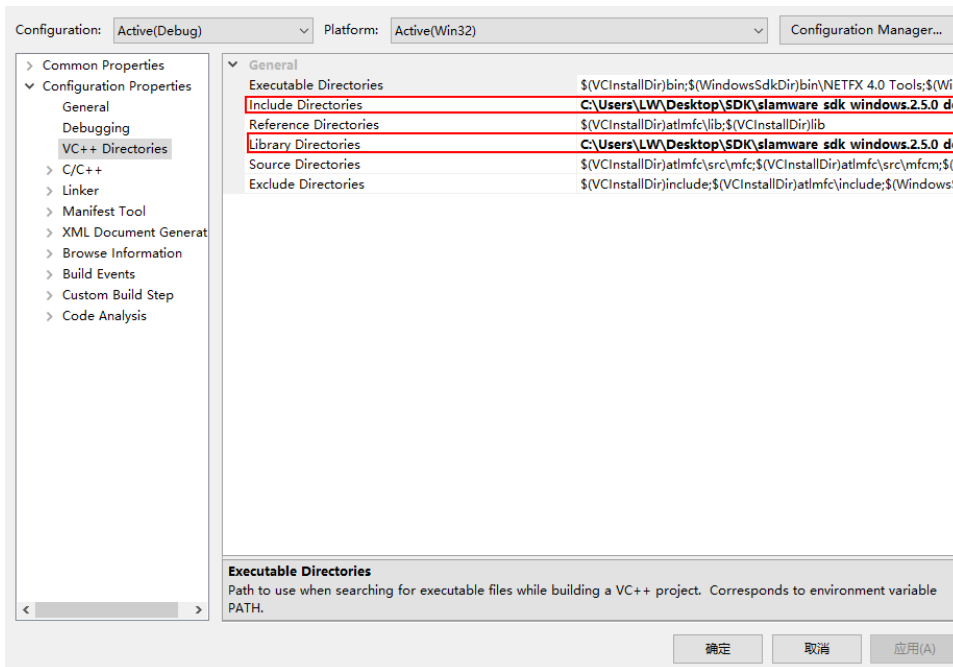 Configuration: Active(Debug) Platform: Active(Win32) Configuration Manager...
Common Properties
Configuration Properties
General
Debugging
VC++ Directories
C/C++
Linker
Manifest Tool
XML Document Generat
Browse Information
Build Events
Custom Build Step
Code Analysis
General
Executable Directories $(VCInstallDir)bin;$(WindowsSdkDir)bin\NETFX 4.0 Tools;$(Wi
Include Directories C:\Users\LW\Desktop\SDK\slamware sdk windows.2.5.0 d
Reference Directories $(VCInstallDir)atlmfc\lib;$(VCInstallDir)lib
Library Directories C:\Users\LW\Desktop\SDK\slamware sdk windows.2.5.0 d
Source Directories $(VCInstallDir)atlmfc\src\mfc;$(VCInstallDir)atlmfc\src\mfcm;$(
Exclude Directories $(VCInstallDir)include;$(VCInstallDir)atlmfc\include;$(Windows
Executable Directories
Path to use when searching for executable files while building a VC++ project. Corresponds to environment variable
PATH.
确定 取消 应用(A)